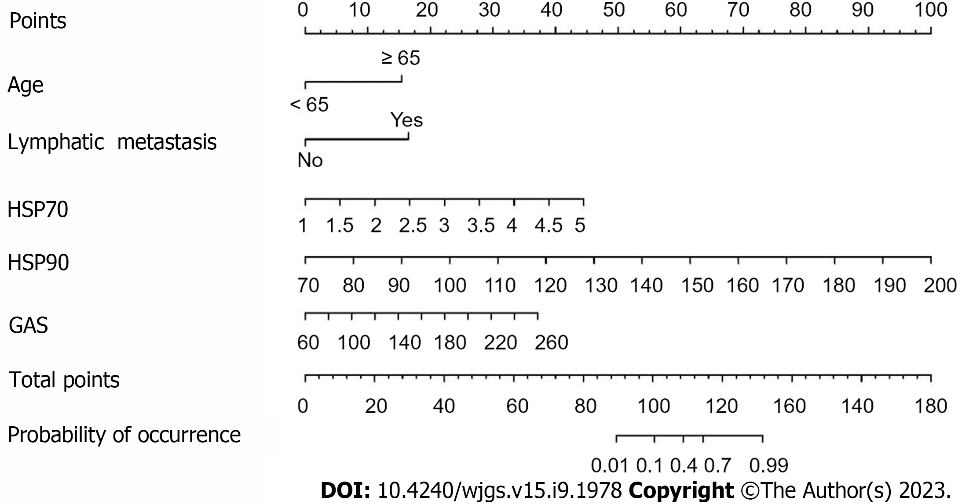 Points 0 10 20 30 40 50 60 70 80 90 100
≥ 65
Age
< 65
Yes
Lymphatic metastasis
No
HSP70
1 1.5 2 2.5 3 3.5 4 4.5 5
HSP90
70 80 90 100 110 120 130 140 150 160 170 180 190 200
GAS
60 100 140 180 220 260
Total points
0 20 40 60 80 100 120 160 140 180
Probability of occurrence
0.01 0.1 0.4 0.7 0.99
DOI: 10.4240/wjgs.v15.i9.1978 Copyright ©The Author(s) 2023.